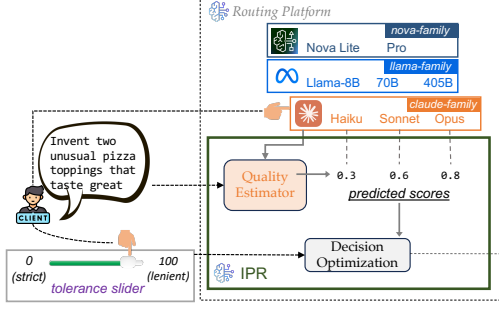 Routing Platform
nova-family
Nova Lite Pro
llama-family
Llama-8B 70B 405B
claude-family
Haiku Sonnet Opus
Invent two
unusual pizza
toppings that
taste great
CLIENT
Quality
Estimator
0.3 0.6 0.8
predicted scores
0 100
(strict) (lenient)
tolerance slider
Decision
Optimization
IPR